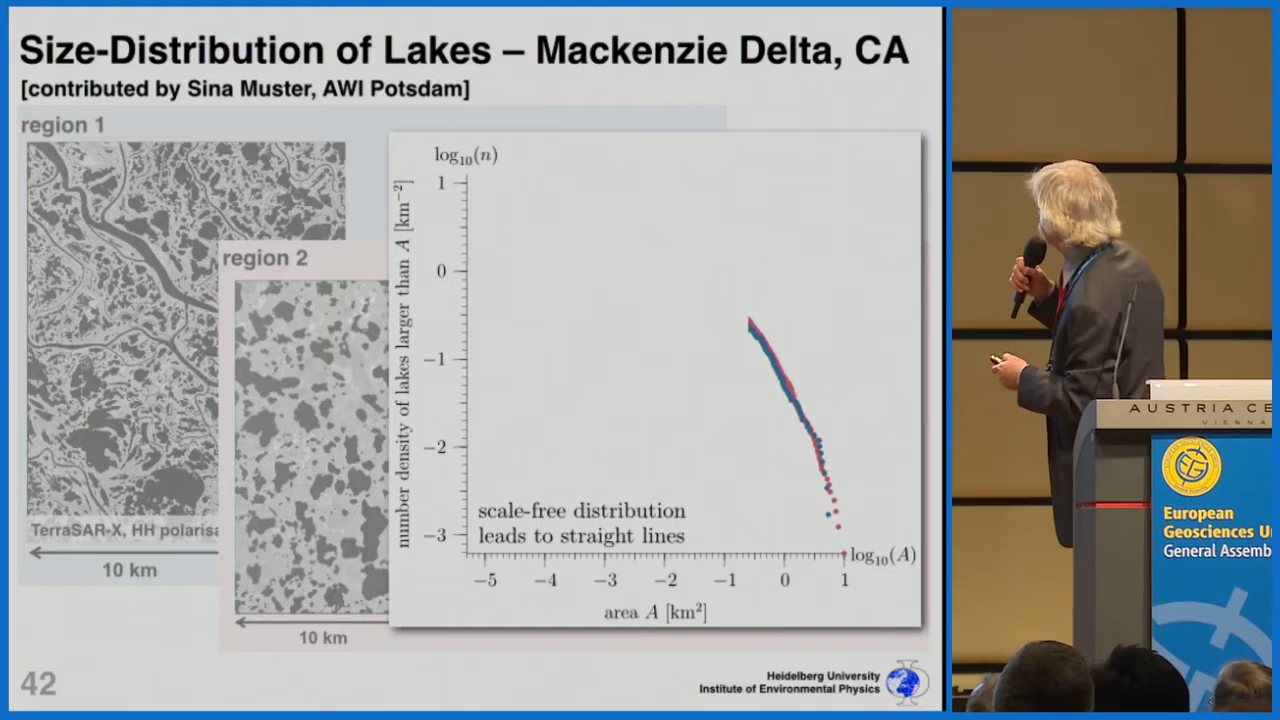 Size-Distribution of Lakes – Mackenzie Delta, CA
[contributed by Sina Muster, AWI Potsdam]
region 1
TerraSAR-X, HH polarisa
10 km
region 2
10 km
log₁₀(n)
number density of lakes larger than A [km⁻²]
1
0
−1
−2
−3
scale-free distribution
leads to straight lines
log₁₀(A)
−5 −4 −3 −2 −1 0 1
area A [km²]
42
Heidelberg University
Institute of Environmental Physics
AUSTRIA CE
VIENNA
European
Geosciences U
General Assemb